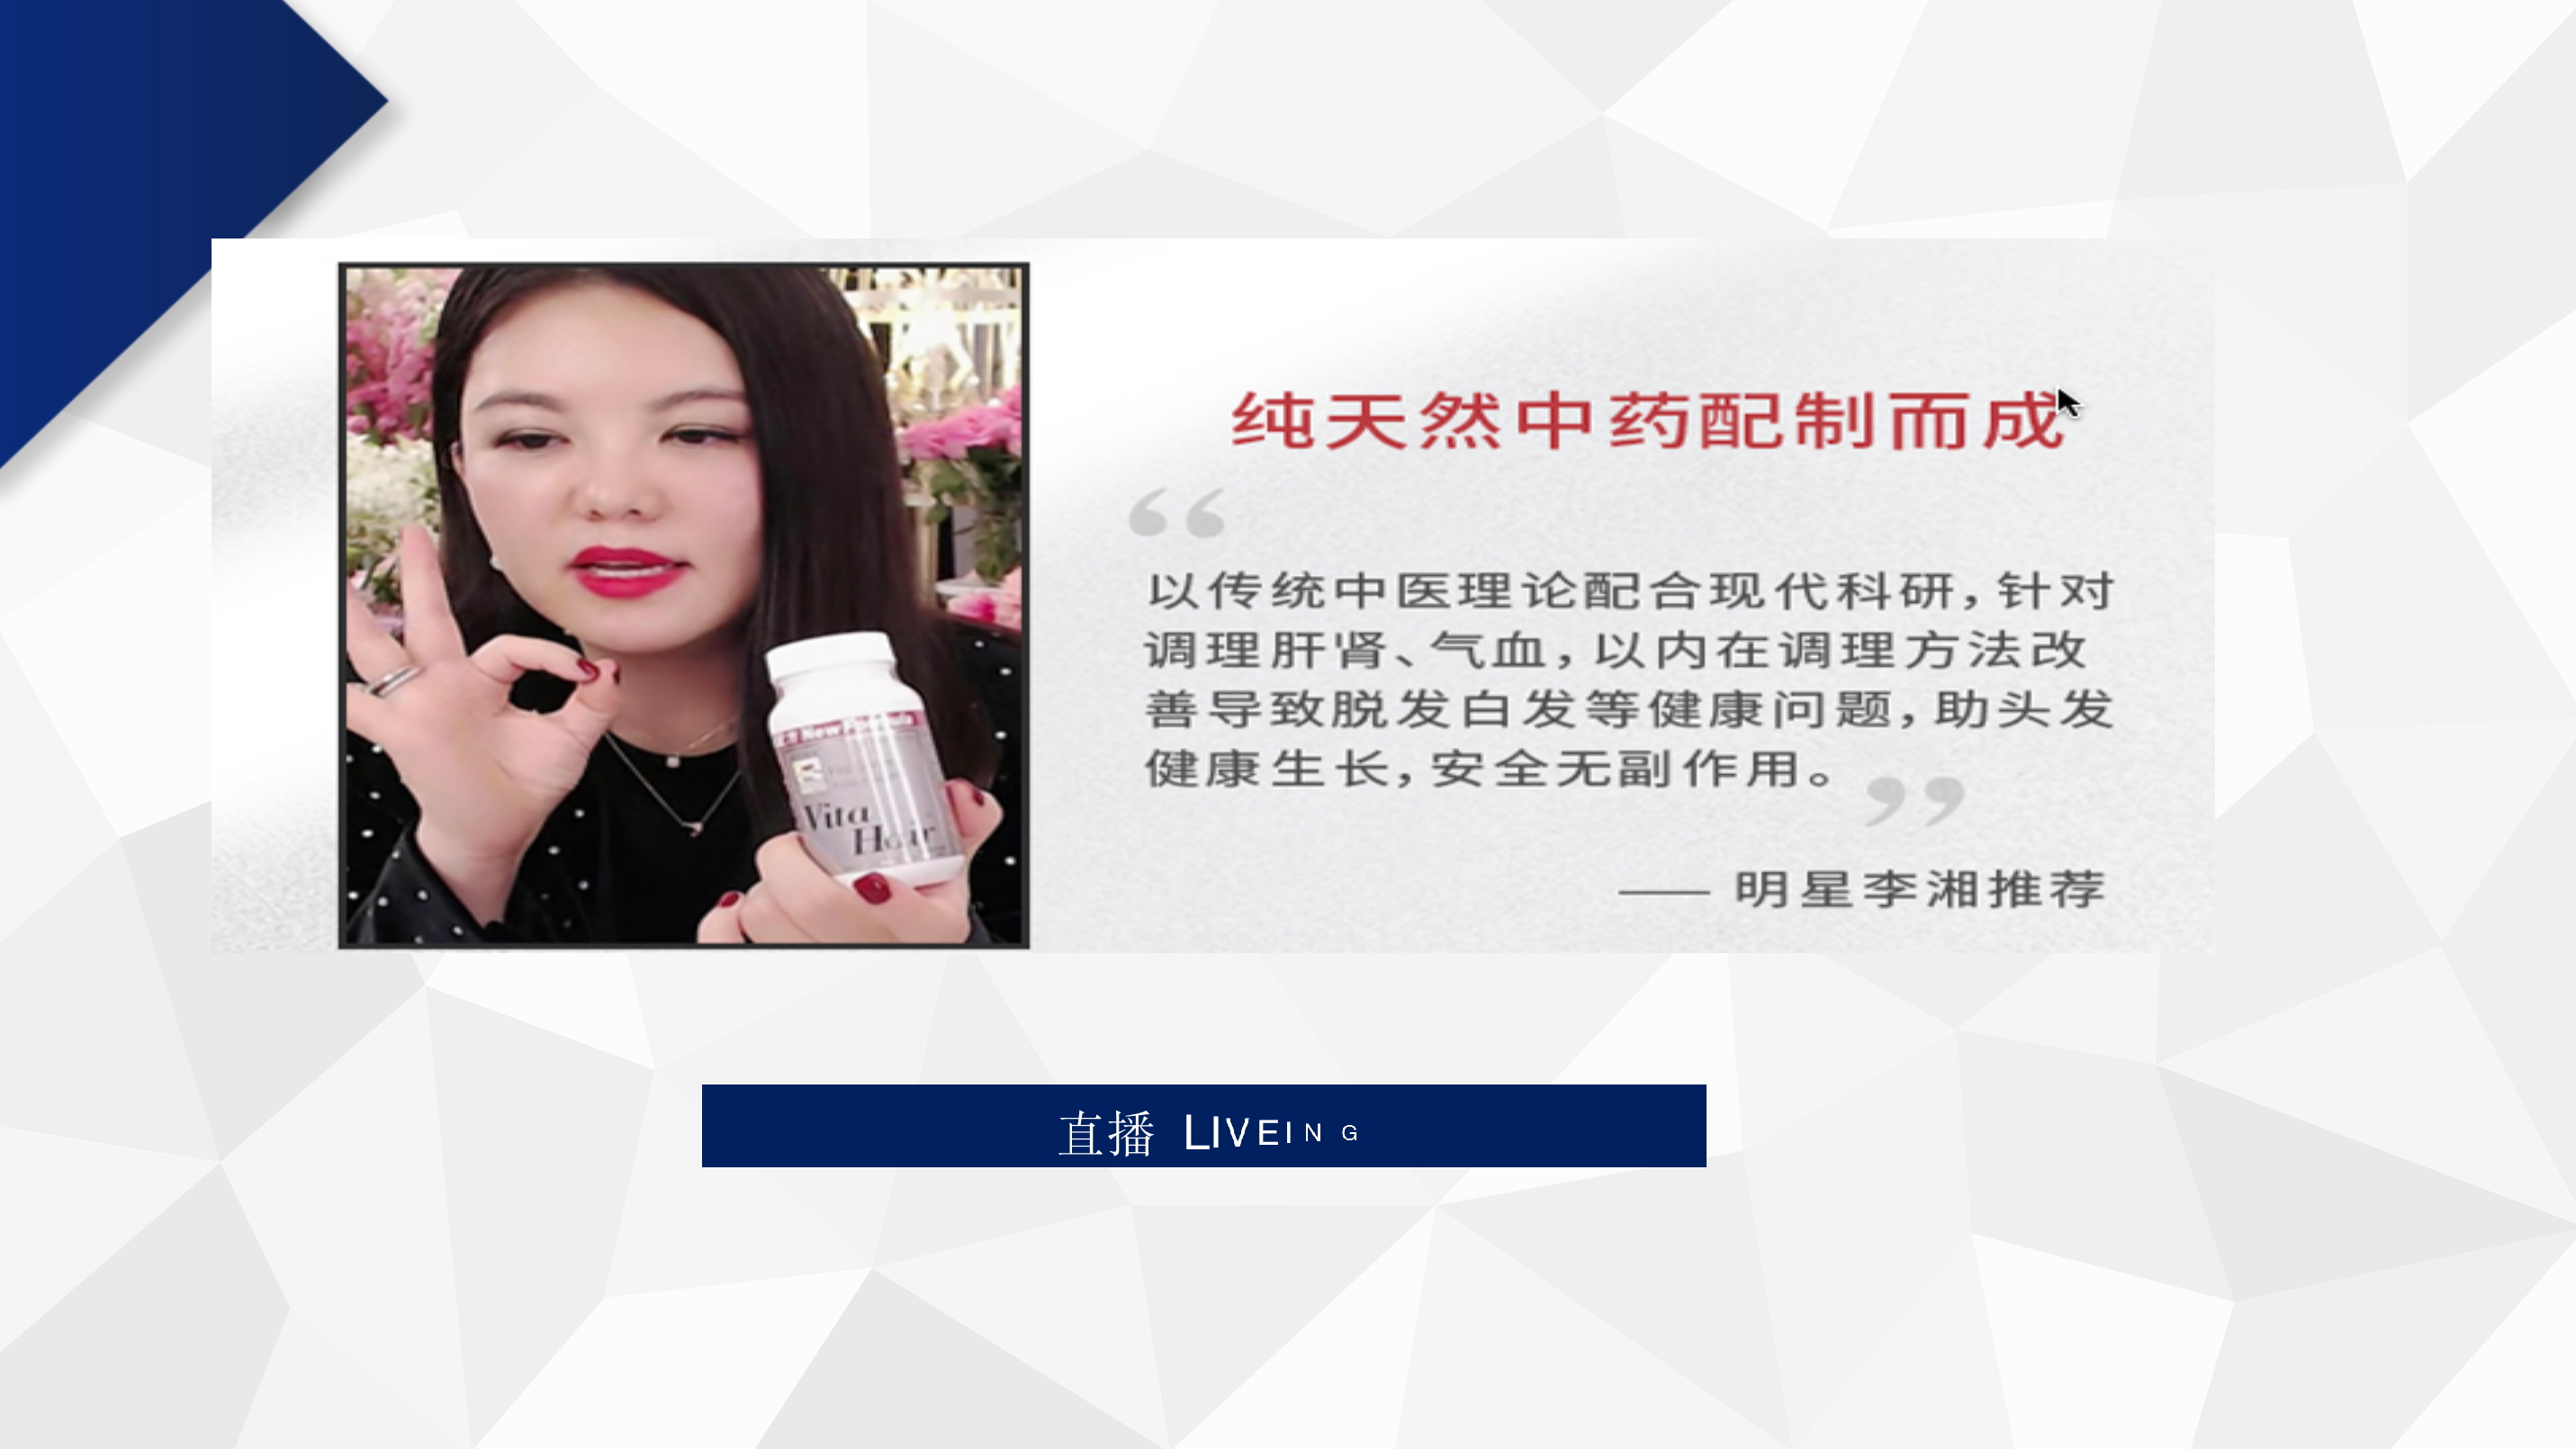 纯天然中药配制而成
“
以传统中医理论配合现代科研，针对
调理肝肾、气血，以内在调理方法改
善导致脱发白发等健康问题，助头发
健康生长，安全无副作用。
”
—— 明星李湘推荐
New Formula
Vita
Hair
直播 LIVEING